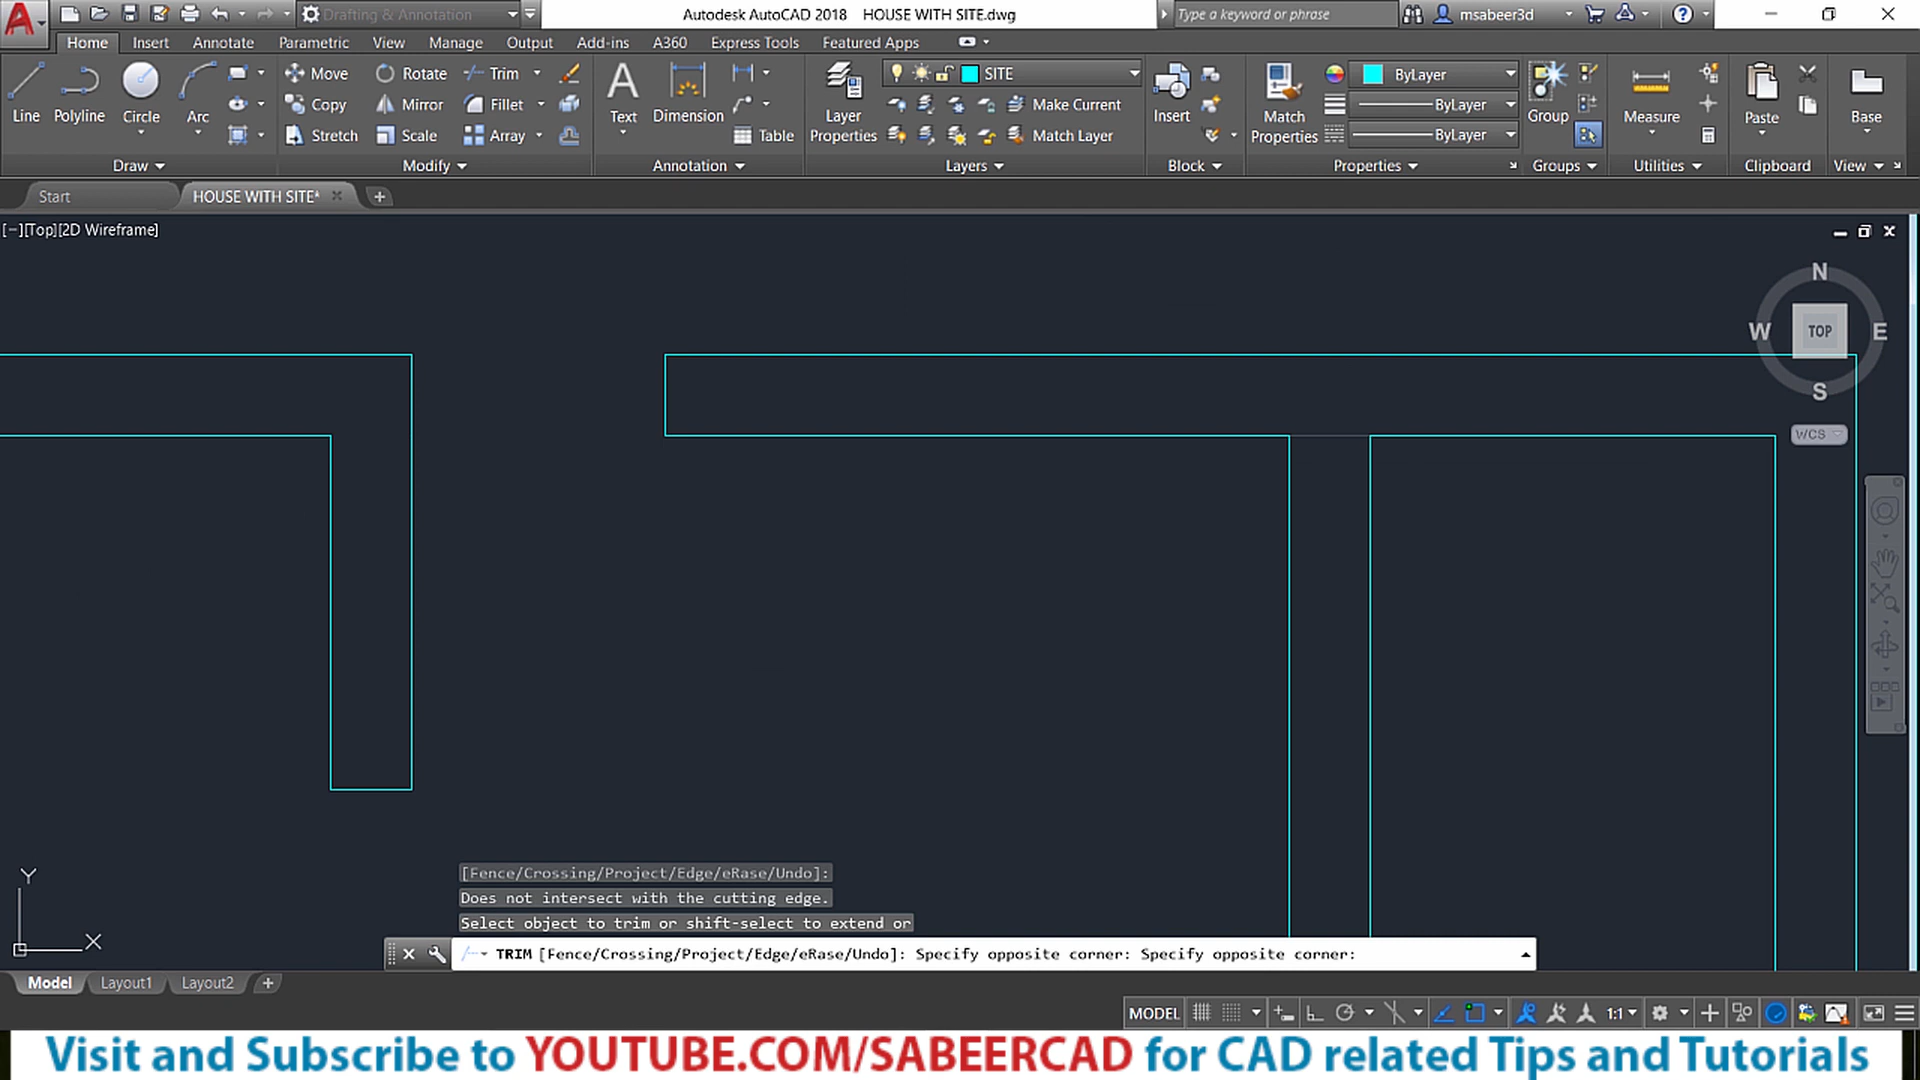 Drafting & Annotation
Autodesk AutoCAD 2018 HOUSE WITH SITE.dwg
Type a keyword or phrase
msabeer3d
Home Insert Annotate Parametric View Manage Output Add-ins A360 Express Tools Featured Apps
Line
Polyline
Circle
Arc
Draw
Move
Rotate
Trim
Copy
Mirror
Fillet
Stretch
Scale
Array
Modify
Text
Dimension
Table
Annotation
Layer
Properties
SITE
Make Current
Match Layer
Layers
Insert
Block
Match
Properties
ByLayer
ByLayer
ByLayer
Properties
Group
Groups
Measure
Utilities
Paste
Clipboard
Base
View
Start
HOUSE WITH SITE*
[−][Top][2D Wireframe]
N
W TOP E
S
WCS
Y
X
[Fence/Crossing/Project/Edge/eRase/Undo]:
Does not intersect with the cutting edge.
Select object to trim or shift-select to extend or
TRIM [Fence/Crossing/Project/Edge/eRase/Undo]: Specify opposite corner: Specify opposite corner:
Model Layout1 Layout2
MODEL 1:1
Visit and Subscribe to YOUTUBE.COM/SABEERCAD for CAD related Tips and Tutorials